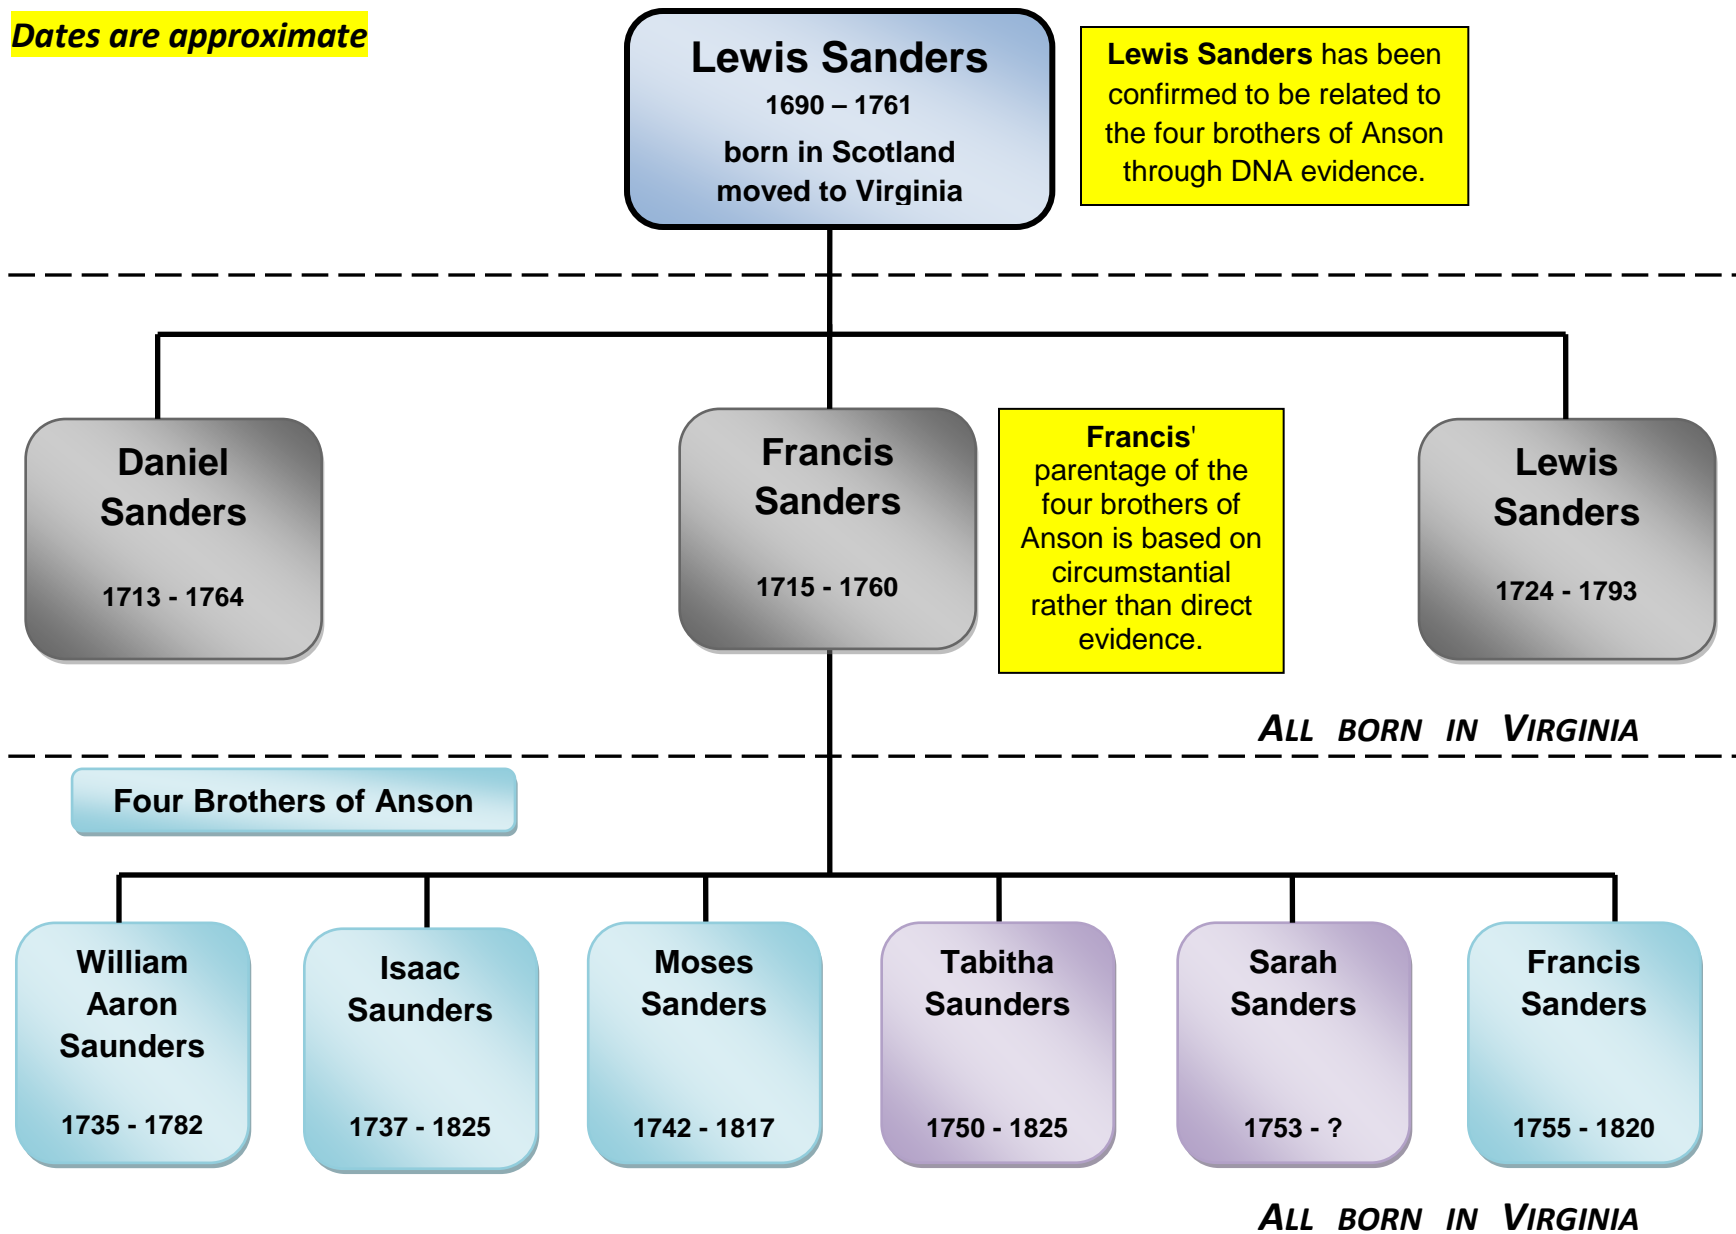 Dates are approximate
Lewis Sanders
1690 – 1761
born in Scotland
moved to Virginia
Lewis Sanders has been
confirmed to be related to
the four brothers of Anson
through DNA evidence.
Daniel
Sanders
1713 - 1764
Francis
Sanders
1715 - 1760
Francis'
parentage of the
four brothers of
Anson is based on
circumstantial
rather than direct
evidence.
Lewis
Sanders
1724 - 1793
ALL BORN IN VIRGINIA
Four Brothers of Anson
William
Aaron
Saunders
1735 - 1782
Isaac
Saunders
1737 - 1825
Moses
Sanders
1742 - 1817
Tabitha
Saunders
1750 - 1825
Sarah
Sanders
1753 - ?
Francis
Sanders
1755 - 1820
ALL BORN IN VIRGINIA